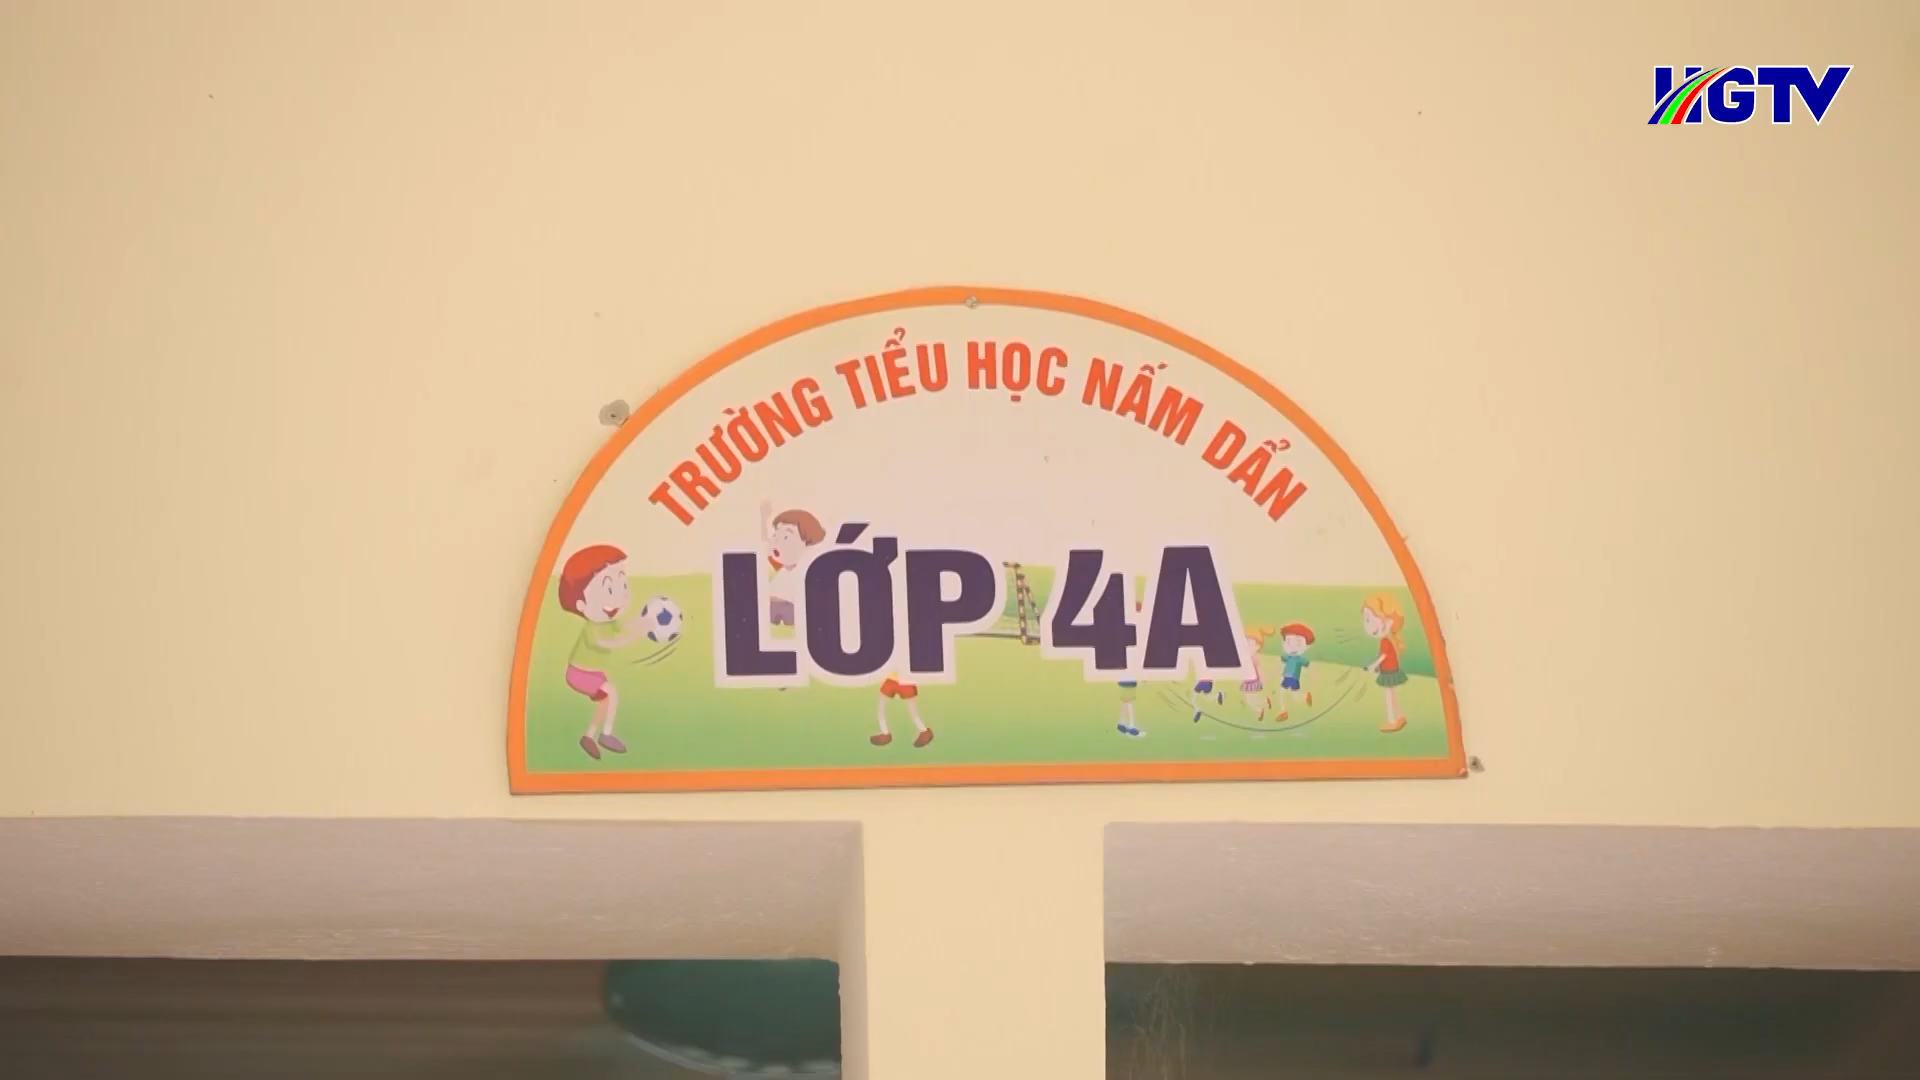 HGTV
TRƯỜNG TIỂU HỌC NẤM DẨN
LỚP 4A